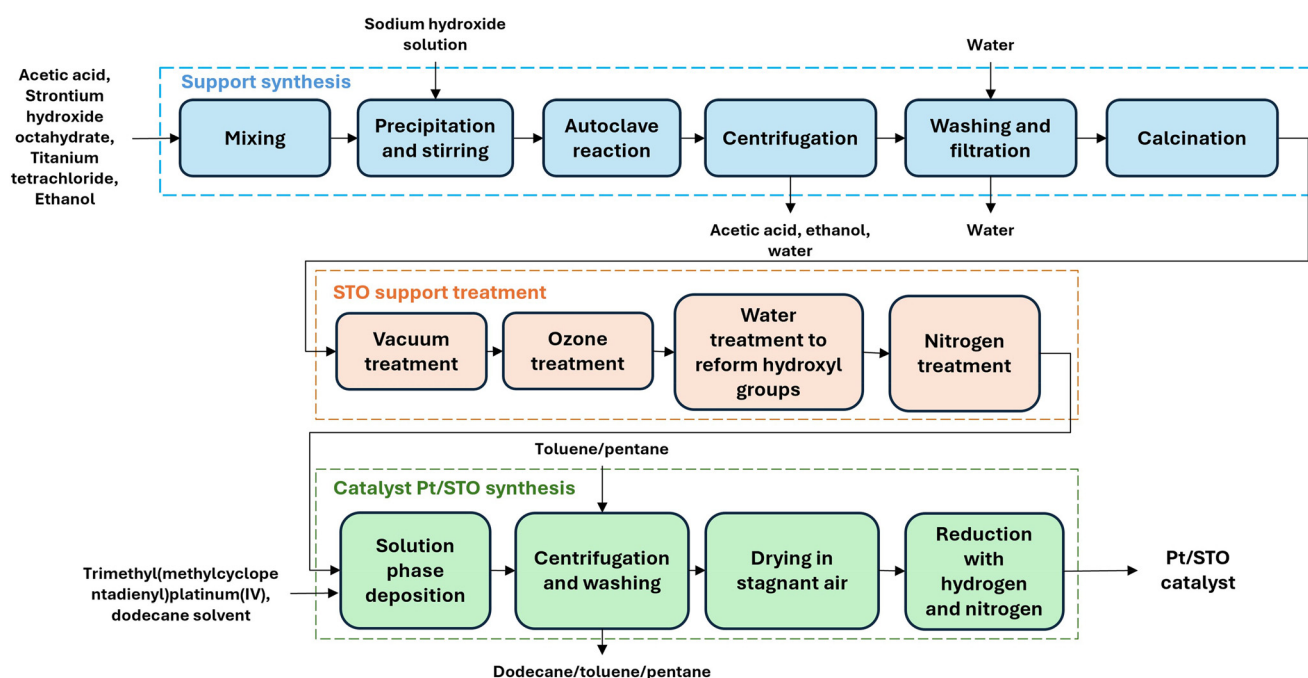 Sodium hydroxide
solution
Water
Acetic acid,
Strontium
hydroxide
octahydrate,
Titanium
tetrachloride,
Ethanol
Support synthesis
Mixing
Precipitation
and stirring
Autoclave
reaction
Centrifugation
Washing and
filtration
Calcination
Acetic acid, ethanol,
water
Water
STO support treatment
Vacuum
treatment
Ozone
treatment
Water
treatment to
reform hydroxyl
groups
Nitrogen
treatment
Toluene/pentane
Catalyst Pt/STO synthesis
Trimethyl(methylcyclope
ntadienyl)platinum(IV),
dodecane solvent
Solution
phase
deposition
Centrifugation
and washing
Drying in
stagnant air
Reduction
with
hydrogen
and nitrogen
Pt/STO
catalyst
Dodecane/toluene/pentane